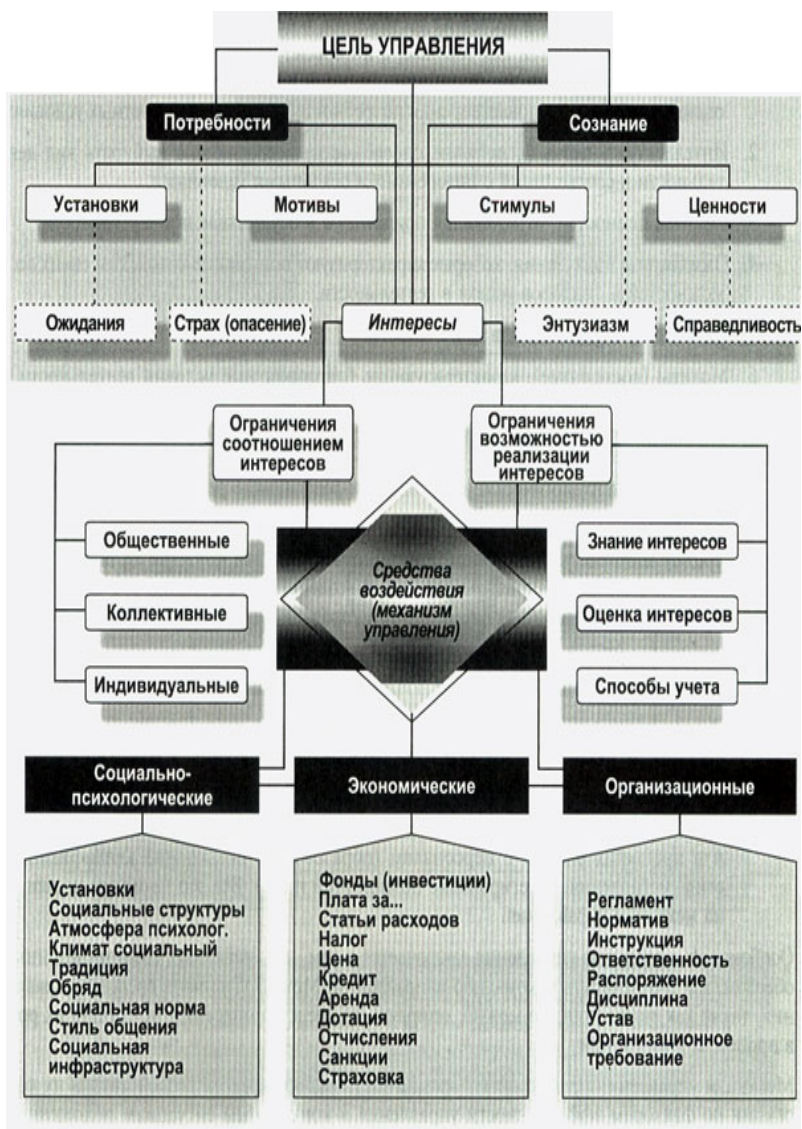 ЦЕЛЬ УПРАВЛЕНИЯ
Потребности
Сознание
Установки
Мотивы
Стимулы
Ценности
Ожидания
Страх (опасение)
Интересы
Энтузиазм
Справедливость
Ограничения
соотношением
интересов
Ограничения
возможностью
реализации
интересов
Общественные
Коллективные
Индивидуальные
Средства
воздействия
(механизм
управления)
Знание интересов
Оценка интересов
Способы учета
Социально-
психологические
Экономические
Организационные
Установки
Социальные структуры
Атмосфера психолог.
Климат социальный
Традиция
Обряд
Социальная норма
Стиль общения
Социальная
инфраструктура
Фонды (инвестиции)
Плата за...
Статьи расходов
Налог
Цена
Кредит
Аренда
Дотация
Отчисления
Санкции
Страховка
Регламент
Норматив
Инструкция
Ответственность
Распоряжение
Дисциплина
Устав
Организационное
требование